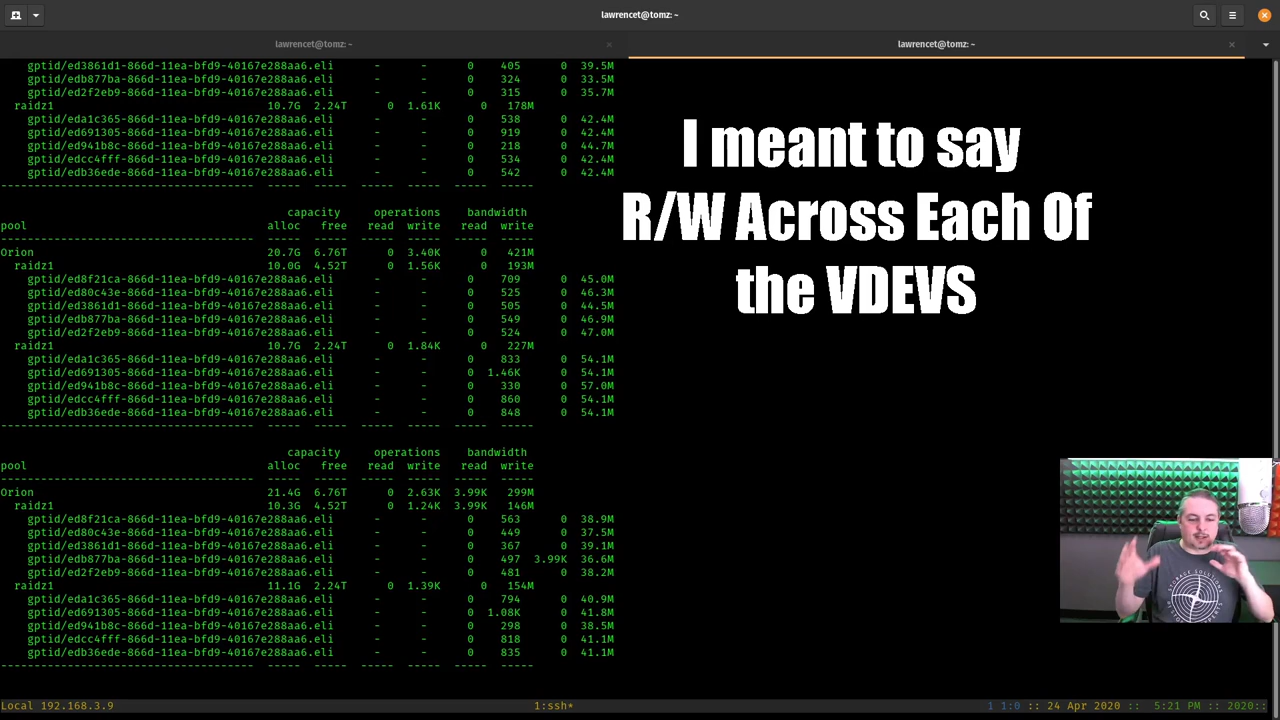 lawrencet@tomz: ~
lawrencet@tomz: ~
lawrencet@tomz: ~
gptid/ed3861d1-866d-11ea-bfd9-40167e288aa6.eli - - 0 405 0 39.5M
gptid/edb877ba-866d-11ea-bfd9-40167e288aa6.eli - - 0 324 0 33.5M
gptid/ed2f2eb9-866d-11ea-bfd9-40167e288aa6.eli - - 0 315 0 35.7M
raidz1 10.7G 2.24T 0 1.61K 0 178M
gptid/eda1c365-866d-11ea-bfd9-40167e288aa6.eli - - 0 538 0 42.4M
gptid/ed691305-866d-11ea-bfd9-40167e288aa6.eli - - 0 919 0 42.4M
gptid/ed941b8c-866d-11ea-bfd9-40167e288aa6.eli - - 0 218 0 44.7M
gptid/edcc4fff-866d-11ea-bfd9-40167e288aa6.eli - - 0 534 0 42.4M
gptid/edb36ede-866d-11ea-bfd9-40167e288aa6.eli - - 0 542 0 42.4M
---------------------------------- ----- ----- ----- ----- ----- -----
capacity operations bandwidth
pool alloc free read write read write
---------------------------------- ----- ----- ----- ----- ----- -----
Orion 20.7G 6.76T 0 3.40K 0 421M
raidz1 10.0G 4.52T 0 1.56K 0 193M
gptid/ed8f21ca-866d-11ea-bfd9-40167e288aa6.eli - - 0 709 0 45.0M
gptid/ed80c43e-866d-11ea-bfd9-40167e288aa6.eli - - 0 525 0 46.3M
gptid/ed3861d1-866d-11ea-bfd9-40167e288aa6.eli - - 0 505 0 44.5M
gptid/edb877ba-866d-11ea-bfd9-40167e288aa6.eli - - 0 549 0 46.9M
gptid/ed2f2eb9-866d-11ea-bfd9-40167e288aa6.eli - - 0 524 0 47.0M
raidz1 10.7G 2.24T 0 1.84K 0 227M
gptid/eda1c365-866d-11ea-bfd9-40167e288aa6.eli - - 0 833 0 54.1M
gptid/ed691305-866d-11ea-bfd9-40167e288aa6.eli - - 0 1.46K 0 54.1M
gptid/ed941b8c-866d-11ea-bfd9-40167e288aa6.eli - - 0 330 0 57.0M
gptid/edcc4fff-866d-11ea-bfd9-40167e288aa6.eli - - 0 860 0 54.1M
gptid/edb36ede-866d-11ea-bfd9-40167e288aa6.eli - - 0 848 0 54.1M
---------------------------------- ----- ----- ----- ----- ----- -----
capacity operations bandwidth
pool alloc free read write read write
---------------------------------- ----- ----- ----- ----- ----- -----
Orion 21.4G 6.76T 0 2.63K 3.99K 299M
raidz1 10.3G 4.52T 0 1.24K 3.99K 146M
gptid/ed8f21ca-866d-11ea-bfd9-40167e288aa6.eli - - 0 563 0 38.9M
gptid/ed80c43e-866d-11ea-bfd9-40167e288aa6.eli - - 0 449 0 37.5M
gptid/ed3861d1-866d-11ea-bfd9-40167e288aa6.eli - - 0 367 0 39.1M
gptid/edb877ba-866d-11ea-bfd9-40167e288aa6.eli - - 0 497 3.99K 36.6M
gptid/ed2f2eb9-866d-11ea-bfd9-40167e288aa6.eli - - 0 481 0 38.2M
raidz1 11.1G 2.24T 0 1.39K 0 154M
gptid/eda1c365-866d-11ea-bfd9-40167e288aa6.eli - - 0 794 0 40.9M
gptid/ed691305-866d-11ea-bfd9-40167e288aa6.eli - - 0 1.08K 0 41.8M
gptid/ed941b8c-866d-11ea-bfd9-40167e288aa6.eli - - 0 298 0 38.5M
gptid/edcc4fff-866d-11ea-bfd9-40167e288aa6.eli - - 0 818 0 41.1M
gptid/edb36ede-866d-11ea-bfd9-40167e288aa6.eli - - 0 835 0 41.1M
---------------------------------- ----- ----- ----- ----- ----- -----
I meant to say
R/W Across Each Of
the VDEVS
Local 192.168.3.9 1:ssh* 1 1:0 :: 24 Apr 2020 :: 5:21 PM :: 2020::